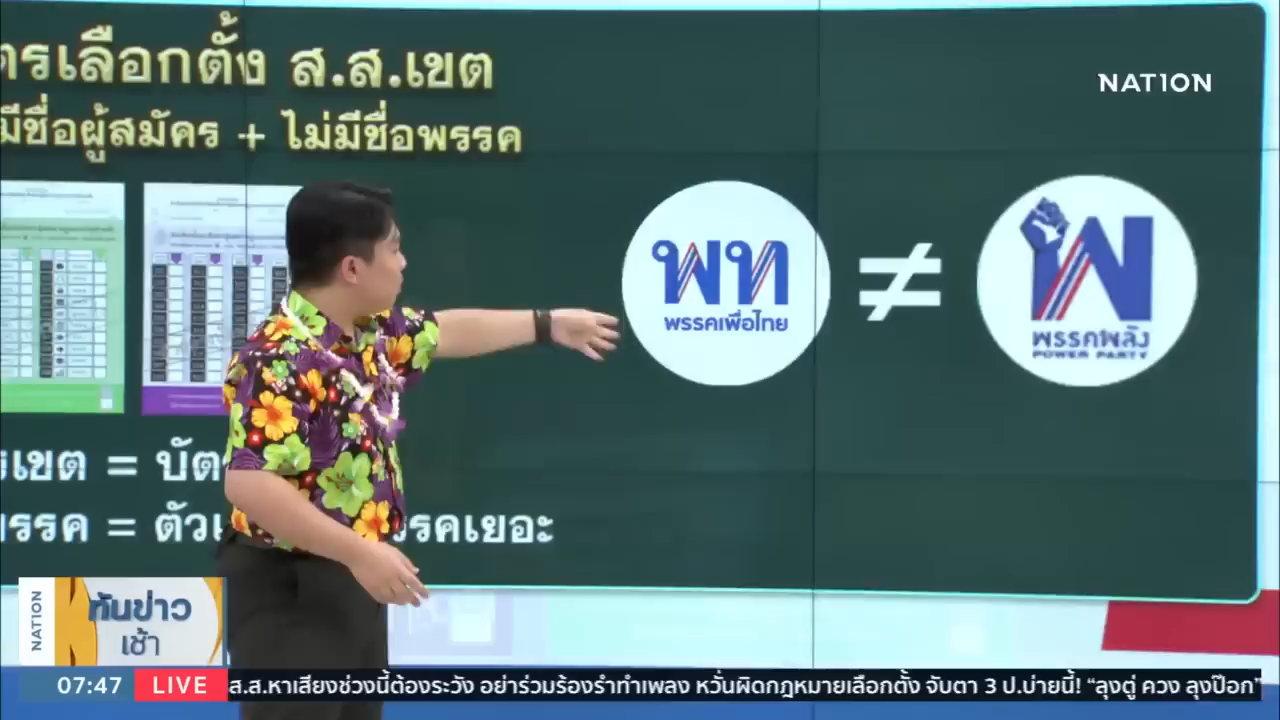 ตรเลือกตั้ง ส.ส.เขต
มีชื่อผู้สมัคร + ไม่มีชื่อพรรค
NATION
พท
พรรคเพื่อไทย
≠
พ
พรรคพลัง
POWER PARTY
เขต = บัตร
พรรค = ตัว
รรคเยอะ
NATION
ทันข่าว
เช้า
07:47
LIVE
ส.ส.หาเสียงช่วงนี้ต้องระวัง อย่าร่วมร้องรำทำเพลง หวั่นผิดกฎหมายเลือกตั้ง จับตา 3 ป.บ่ายนี้! “ลุงตู่ ควง ลุงป๊อก”